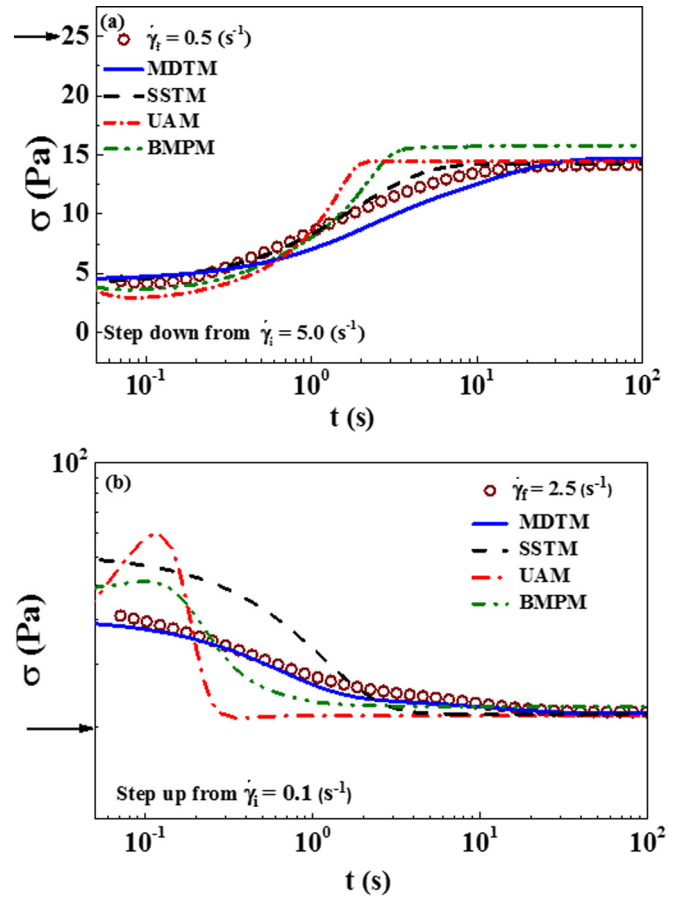 (a)
25
20
15
10
5
0
σ (Pa)
γ̇f = 0.5 (s-1)
MDTM
SSTM
UAM
BMPM
Step down from γ̇i = 5.0 (s-1)
10-1
100
101
102
t (s)
102
(b)
σ (Pa)
γ̇f = 2.5 (s-1)
MDTM
SSTM
UAM
BMPM
Step up from γ̇i = 0.1 (s-1)
10-1
100
101
102
t (s)